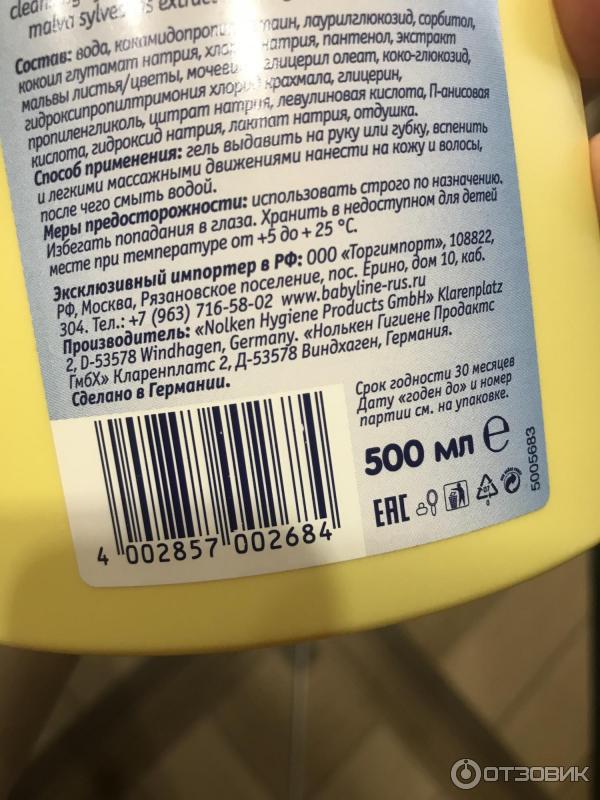 malva sylves
Состав: вода, лаурилглюкозид, сорбитол,
кокоил глутамат натрия, натрия, пантенол, экстракт
мальвы листья/цветы, глицерил олеат, коко-глюкозид,
гидроксипропилтримония хлорид крахмала, глицерин,
пропиленгликоль, цитрат натрия, левулиновая кислота, П-анисовая
кислота, гидроксид натрия, лактат натрия, отдушка.
Способ применения: гель выдавить на руку или губку, вспенить
и легкими массажными движениями нанести на кожу и волосы,
после чего смыть водой.
Меры предосторожности: использовать строго по назначению.
Избегать попадания в глаза. Хранить в недоступном для детей
месте при температуре от +5 до + 25 °C.
Эксклюзивный импортер в РФ: ООО «Торгимпорт», 108822,
РФ, Москва, Рязановское поселение, пос. Ерино, дом 10, каб.
304. Тел.: +7 (963) 716-58-02 www.babyline-rus.ru
Производитель: «Nolken Hygiene Products GmbH» Klarenplatz
2, D-53578 Windhagen, Germany. «Нолькен Гигиене Продактс
ГмбХ» Кларенплатс 2, Д-53578 Виндхаген, Германия.
Сделано в Германии.
Срок годности 30 месяцев
Дату «годен до» и номер
партии см. на упаковке.
500 мл e
EAC
5005683
4 002857 002684
ОТЗОВИК